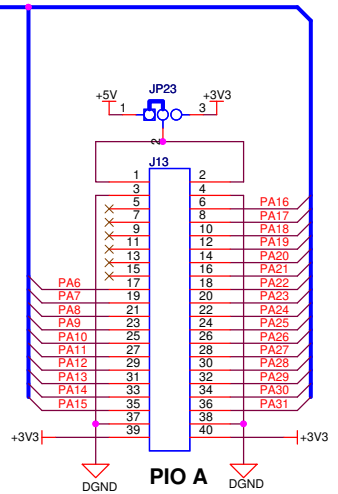 JP23
+5V +3V3
1 3
2
J13
1 2
3 4
5 6 PA16
7 8 PA17
9 10 PA18
11 12 PA19
13 14 PA20
15 16 PA21
PA6 17 18 PA22
PA7 19 20 PA23
PA8 21 22 PA24
PA9 23 24 PA25
PA10 25 26 PA26
PA11 27 28 PA27
PA12 29 30 PA28
PA13 31 32 PA29
PA14 33 34 PA30
PA15 35 36 PA31
37 38
+3V3 39 40 +3V3
PIO A
DGND DGND